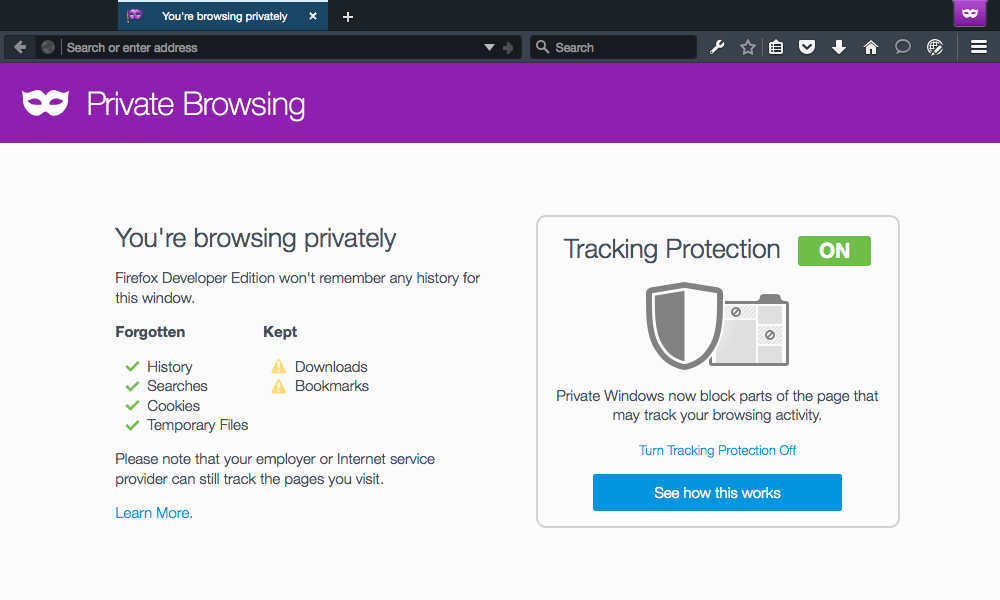 You're browsing privately
Search or enter address
Search
Private Browsing
You're browsing privately
Firefox Developer Edition won't remember any history for
this window.
Forgotten
Kept
History
Searches
Cookies
Temporary Files
Downloads
Bookmarks
Please note that your employer or Internet service
provider can still track the pages you visit.
Learn More.
Tracking Protection
ON
Private Windows now block parts of the page that
may track your browsing activity.
Turn Tracking Protection Off
See how this works